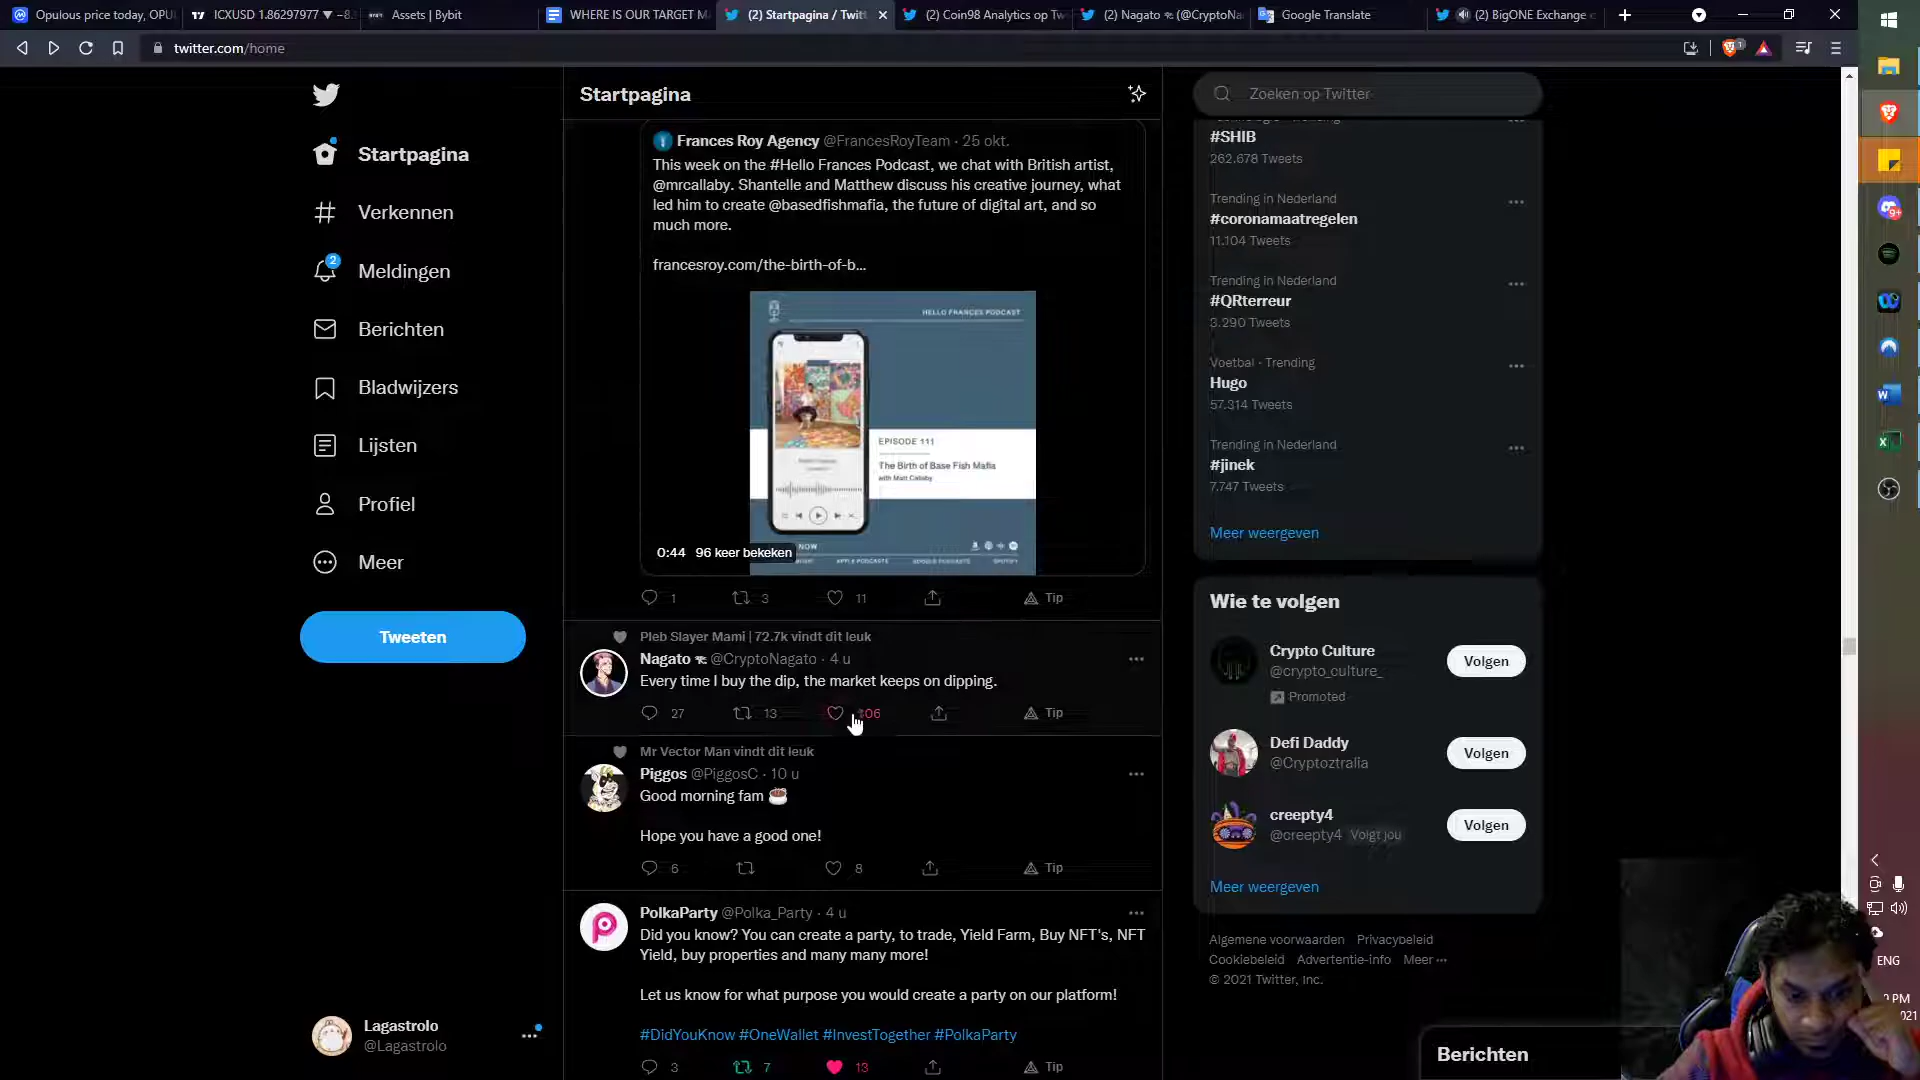 Opulous price today, OPU
ICXUSD 1.86297977 ▼ −8.
Assets | Bybit
WHERE IS OUR TARGET M
(2) Startpagina / Twitt
(2) Coin98 Analytics op Tw
(2) Nagato (@CryptoNa
Google Translate
(2) BigONE Exchange
twitter.com/home
Startpagina
Verkennen
2
Meldingen
Berichten
Bladwijzers
Lijsten
Profiel
Meer
Tweeten
Lagastrolo
@Lagastrolo
Startpagina
Frances Roy Agency @FrancesRoyTeam · 25 okt.
This week on the #Hello Frances Podcast, we chat with British artist,
@mrcallaby. Shantelle and Matthew discuss his creative journey, what
led him to create @basedfishmafia, the future of digital art, and so
much more.
francesroy.com/the-birth-of-b...
HELLO FRANCES PODCAST
EPISODE 111
The Birth of Base Fish Mafia
with Matt Callaby
NOW
APPLE PODCASTS
GOOGLE PODCASTS
SPOTIFY
0:44 96 keer bekeken
1 3 11 Tip
Pleb Slayer Mami | 72.7k vindt dit leuk
Nagato @CryptoNagato · 4 u
Every time I buy the dip, the market keeps on dipping.
27 13 06 Tip
Mr Vector Man vindt dit leuk
Piggos @PiggosC · 10 u
Good morning fam
Hope you have a good one!
6 8 Tip
PolkaParty @Polka_Party · 4 u
Did you know? You can create a party, to trade, Yield Farm, Buy NFT's, NFT
Yield, buy properties and many many more!
Let us know for what purpose you would create a party on our platform!
#DidYouKnow #OneWallet #InvestTogether #PolkaParty
3 7 13 Tip
Zoeken op Twitter
#SHIB
262.678 Tweets
Trending in Nederland
#coronamaatregelen
11.104 Tweets
Trending in Nederland
#QRterreur
3.290 Tweets
Voetbal · Trending
Hugo
57.314 Tweets
Trending in Nederland
#jinek
7.747 Tweets
Meer weergeven
Wie te volgen
Crypto Culture
@crypto_culture_
Promoted
Volgen
Defi Daddy
@Cryptoztralia
Volgen
creepty4
@creepty4 Volgt jou
Volgen
Meer weergeven
Algemene voorwaarden Privacybeleid
Cookiebeleid Advertentie-info Meer ···
© 2021 Twitter, Inc.
Berichten
9+
ENG
PM
021